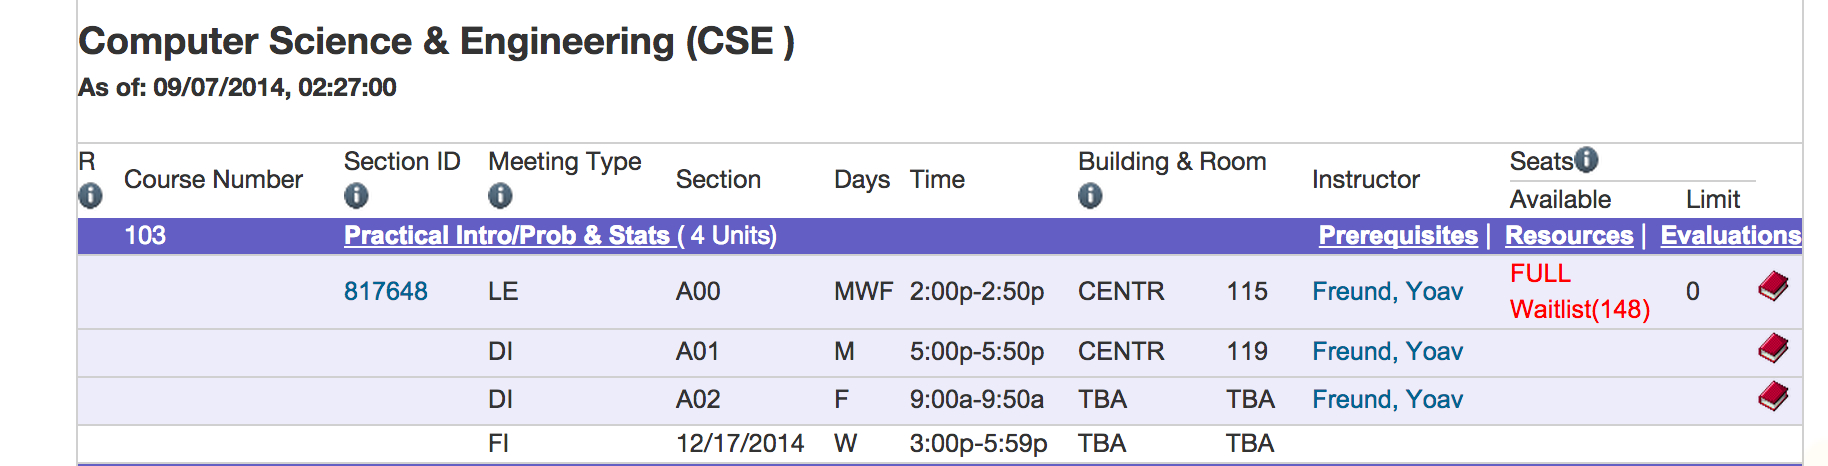 Computer Science & Engineering (CSE )
As of: 09/07/2014, 02:27:00
R Course Number Section ID Meeting Type Section Days Time Building & Room Instructor Seats Available Limit
103 Practical Intro/Prob & Stats ( 4 Units) Prerequisites | Resources | Evaluations
817648 LE A00 MWF 2:00p-2:50p CENTR 115 Freund, Yoav FULL Waitlist(148) 0
DI A01 M 5:00p-5:50p CENTR 119 Freund, Yoav
DI A02 F 9:00a-9:50a TBA TBA Freund, Yoav
FI 12/17/2014 W 3:00p-5:59p TBA TBA